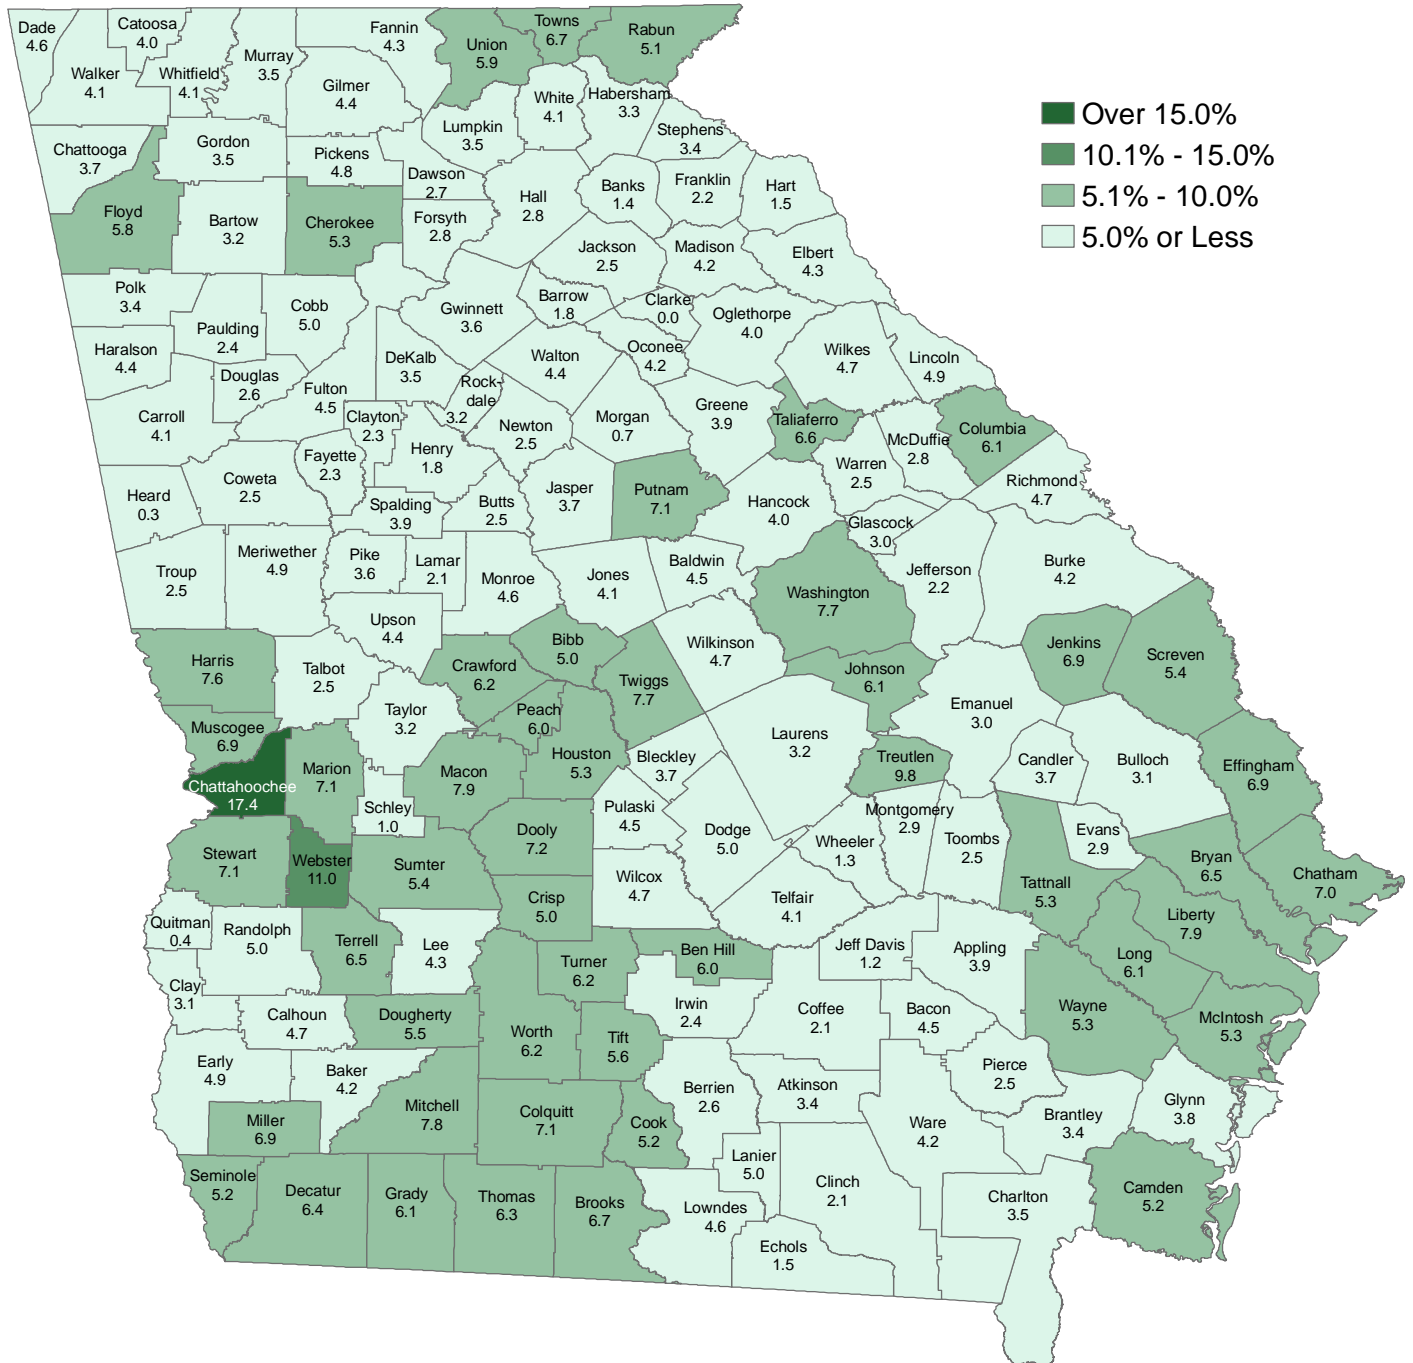 Dade
4.6
Catoosa
4.0
Fannin
4.3
Towns
6.7
Rabun
5.1
Union
5.9
Walker
4.1
Whitfield
4.1
Murray
3.5
Gilmer
4.4
White
4.1
Habersham
3.3
Over 15.0%
10.1% - 15.0%
5.1% - 10.0%
5.0% or Less
Lumpkin
3.5
Stephens
3.4
Chattooga
3.7
Gordon
3.5
Pickens
4.8
Dawson
2.7
Banks
1.4
Franklin
2.2
Hart
1.5
Hall
2.8
Floyd
5.8
Bartow
3.2
Cherokee
5.3
Forsyth
2.8
Jackson
2.5
Madison
4.2
Elbert
4.3
Polk
3.4
Paulding
2.4
Cobb
5.0
Gwinnett
3.6
Barrow
1.8
Clarke
0.0
Oglethorpe
4.0
Haralson
4.4
Douglas
2.6
DeKalb
3.5
Walton
4.4
Oconee
4.2
Wilkes
4.7
Lincoln
4.9
Fulton
4.5
Rock-
dale
3.2
Carroll
4.1
Clayton
2.3
Newton
2.5
Morgan
0.7
Greene
3.9
Taliaferro
6.6
McDuffie
2.8
Columbia
6.1
Henry
1.8
Fayette
2.3
Coweta
2.5
Heard
0.3
Spalding
3.9
Butts
2.5
Jasper
3.7
Putnam
7.1
Hancock
4.0
Warren
2.5
Richmond
4.7
Glascock
3.0
Troup
2.5
Meriwether
4.9
Pike
3.6
Lamar
2.1
Monroe
4.6
Jones
4.1
Baldwin
4.5
Washington
7.7
Jefferson
2.2
Burke
4.2
Upson
4.4
Bibb
5.0
Wilkinson
4.7
Jenkins
6.9
Screven
5.4
Harris
7.6
Talbot
2.5
Crawford
6.2
Twiggs
7.7
Johnson
6.1
Taylor
3.2
Peach
6.0
Emanuel
3.0
Muscogee
6.9
Laurens
3.2
Houston
5.3
Bleckley
3.7
Treutlen
9.8
Candler
3.7
Bulloch
3.1
Effingham
6.9
Chattahoochee
17.4
Marion
7.1
Macon
7.9
Schley
1.0
Pulaski
4.5
Montgomery
2.9
Dodge
5.0
Wheeler
1.3
Toombs
2.5
Evans
2.9
Stewart
7.1
Webster
11.0
Sumter
5.4
Dooly
7.2
Bryan
6.5
Chatham
7.0
Tattnall
5.3
Crisp
5.0
Wilcox
4.7
Telfair
4.1
Liberty
7.9
Quitman
0.4
Randolph
5.0
Terrell
6.5
Lee
4.3
Turner
6.2
Ben Hill
6.0
Jeff Davis
1.2
Appling
3.9
Long
6.1
Clay
3.1
Calhoun
4.7
Dougherty
5.5
Worth
6.2
Tift
5.6
Irwin
2.4
Coffee
2.1
Bacon
4.5
Wayne
5.3
McIntosh
5.3
Early
4.9
Baker
4.2
Pierce
2.5
Berrien
2.6
Atkinson
3.4
Mitchell
7.8
Miller
6.9
Colquitt
7.1
Cook
5.2
Ware
4.2
Brantley
3.4
Glynn
3.8
Lanier
5.0
Seminole
5.2
Decatur
6.4
Grady
6.1
Thomas
6.3
Brooks
6.7
Lowndes
4.6
Clinch
2.1
Charlton
3.5
Camden
5.2
Echols
1.5